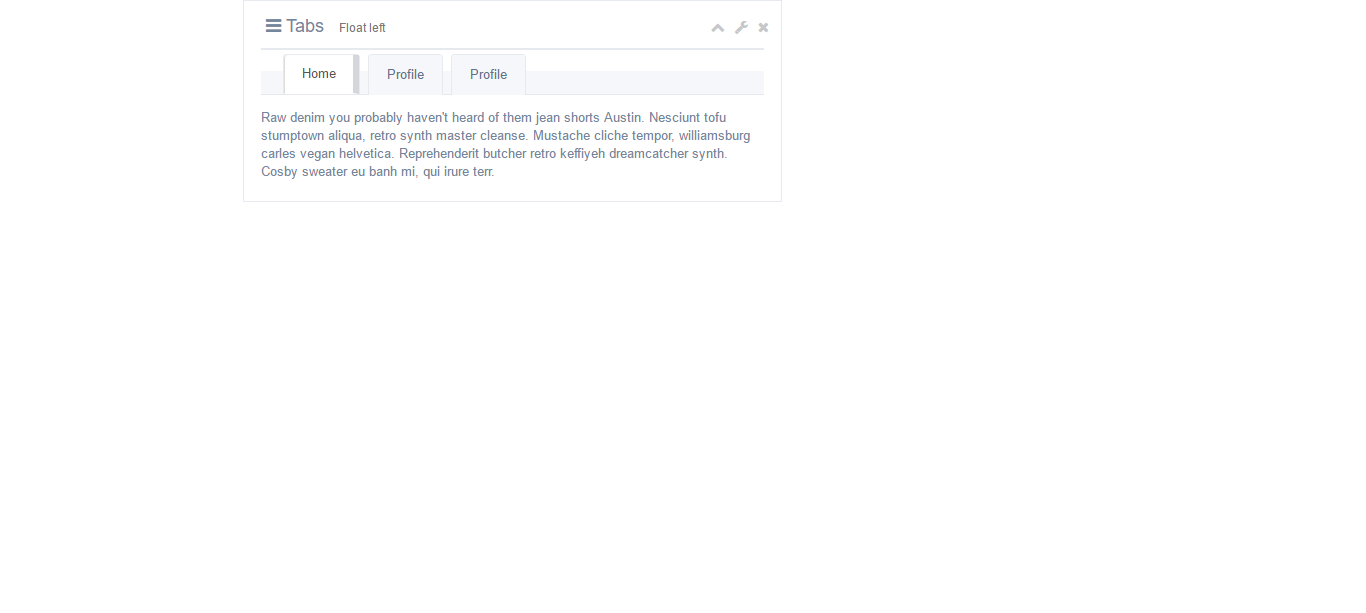 Tabs Float left
Home Profile Profile
Raw denim you probably haven't heard of them jean shorts Austin. Nesciunt tofu
stumptown aliqua, retro synth master cleanse. Mustache cliche tempor, williamsburg
carles vegan helvetica. Reprehenderit butcher retro keffiyeh dreamcatcher synth.
Cosby sweater eu banh mi, qui irure terr.